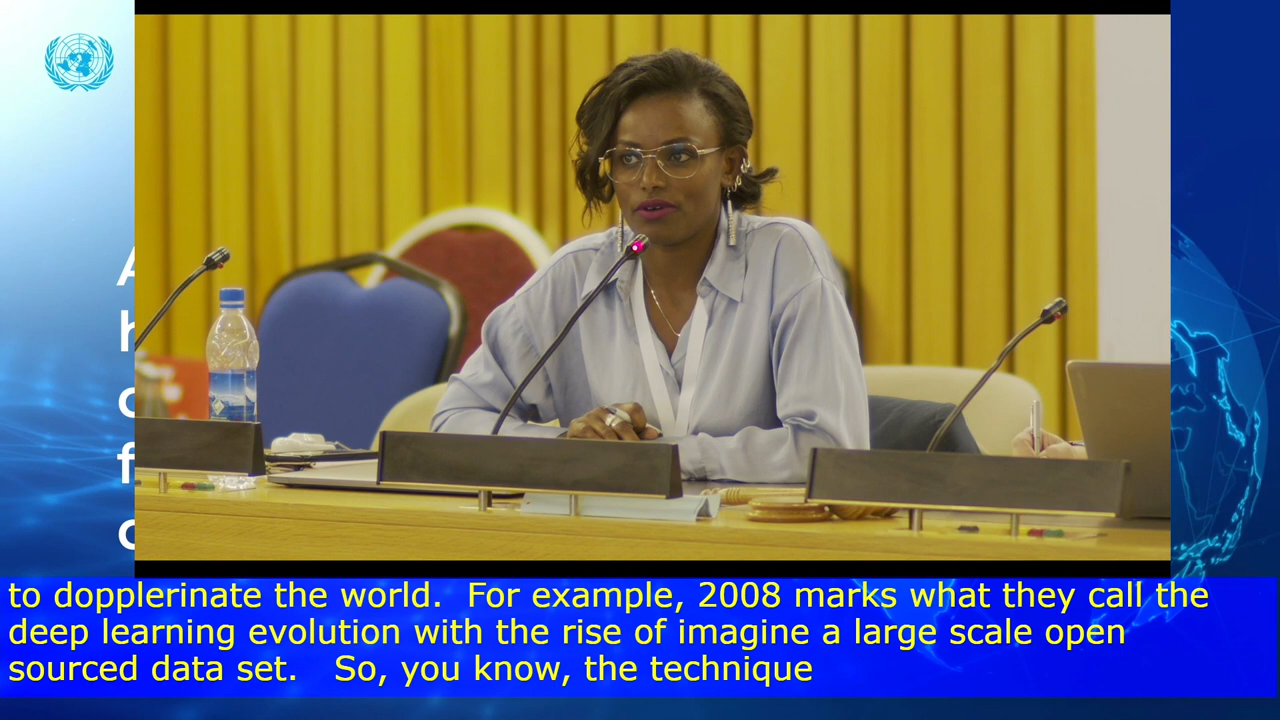 A
h
c
f
c
to dopplerinate the world.  For example, 2008 marks what they call the
deep learning evolution with the rise of imagine a large scale open
sourced data set.    So, you know, the technique